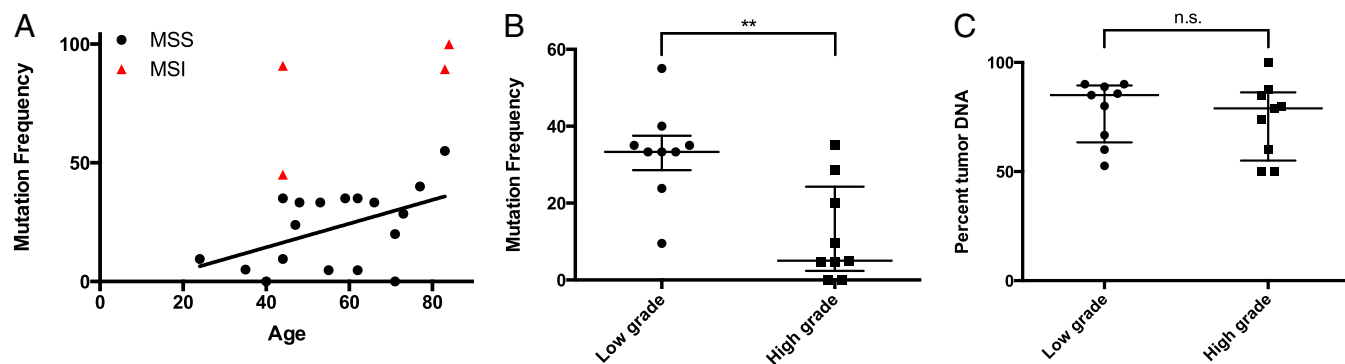 A
Mutation Frequency
100
50
0
MSS
MSI
0 20 40 60 80
Age
B
**
Mutation Frequency
60
40
20
0
Low grade
High grade
C
n.s.
Percent tumor DNA
100
50
0
Low grade
High grade